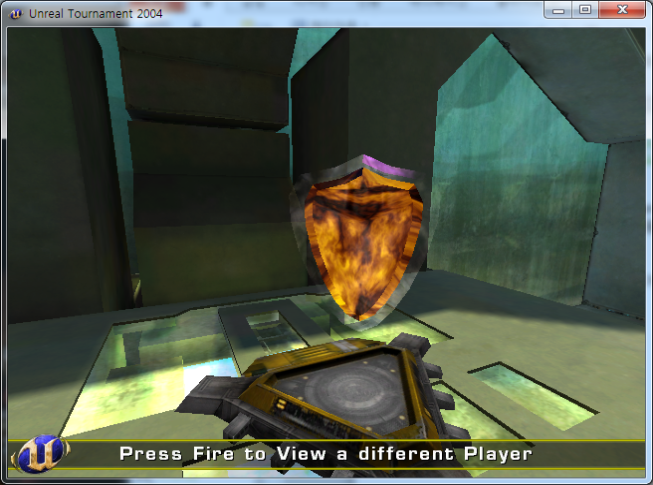 Unreal Tournament 2004
Press Fire to View a different Player